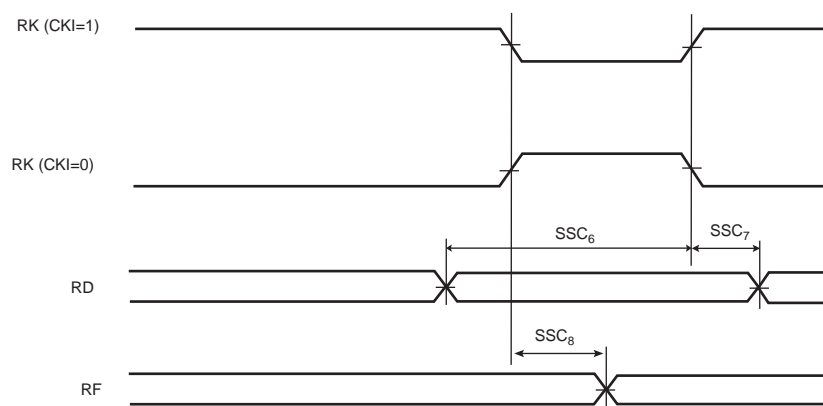 RK (CKI=1)
RK (CKI=0)
SSC6
SSC7
RD
SSC8
RF